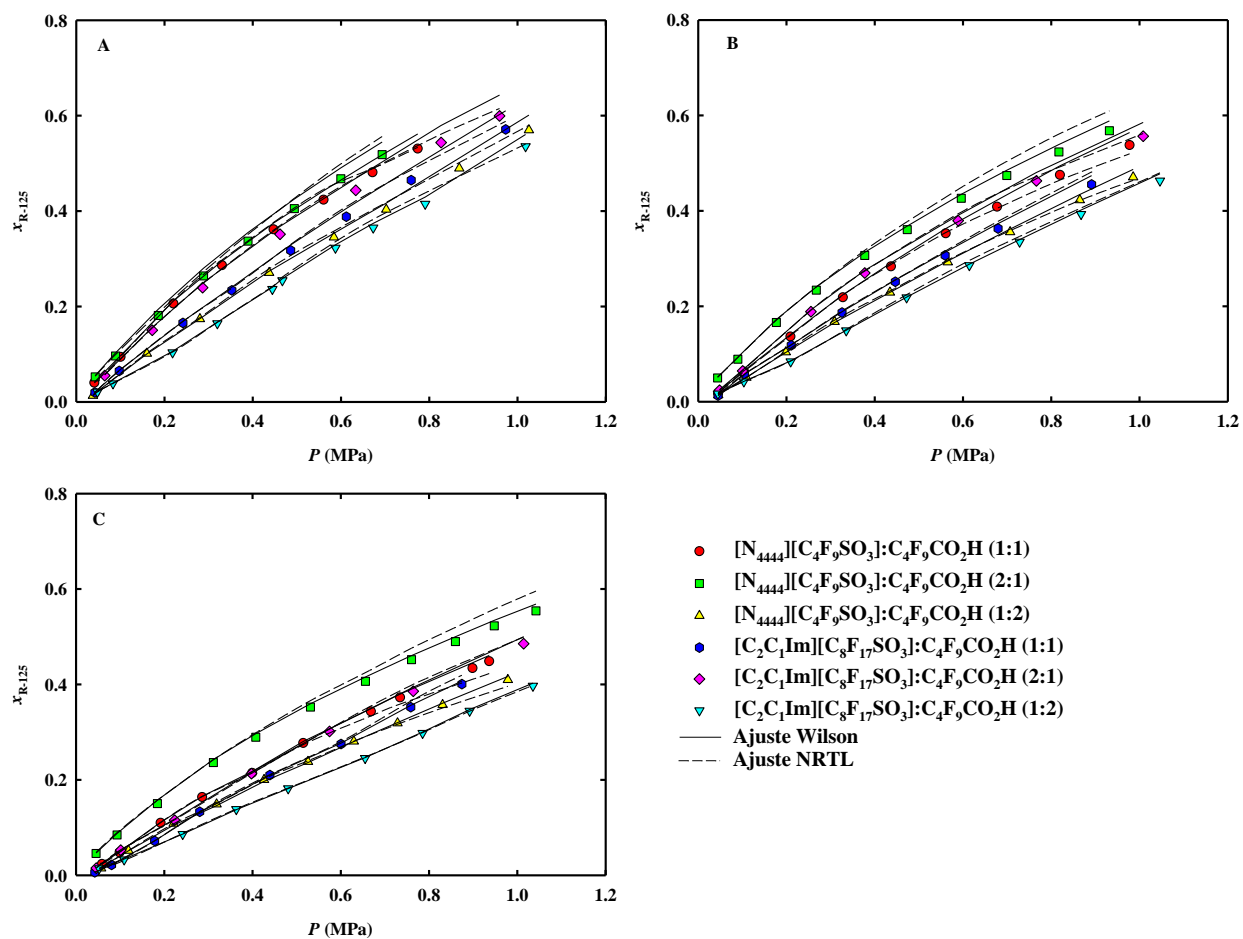 A
0.8
0.6
0.4
0.2
0.0
x_R-125
0.0 0.2 0.4 0.6 0.8 1.0 1.2
P (MPa)
B
0.8
0.6
0.4
0.2
0.0
x_R-125
0.0 0.2 0.4 0.6 0.8 1.0 1.2
P (MPa)
C
0.8
0.6
0.4
0.2
0.0
x_R-125
0.0 0.2 0.4 0.6 0.8 1.0 1.2
P (MPa)
[N₄₄₄₄][C₄F₉SO₃]:C₄F₉CO₂H (1:1)
[N₄₄₄₄][C₄F₉SO₃]:C₄F₉CO₂H (2:1)
[N₄₄₄₄][C₄F₉SO₃]:C₄F₉CO₂H (1:2)
[C₂C₁Im][C₈F₁₇SO₃]:C₄F₉CO₂H (1:1)
[C₂C₁Im][C₈F₁₇SO₃]:C₄F₉CO₂H (2:1)
[C₂C₁Im][C₈F₁₇SO₃]:C₄F₉CO₂H (1:2)
Ajuste Wilson
Ajuste NRTL